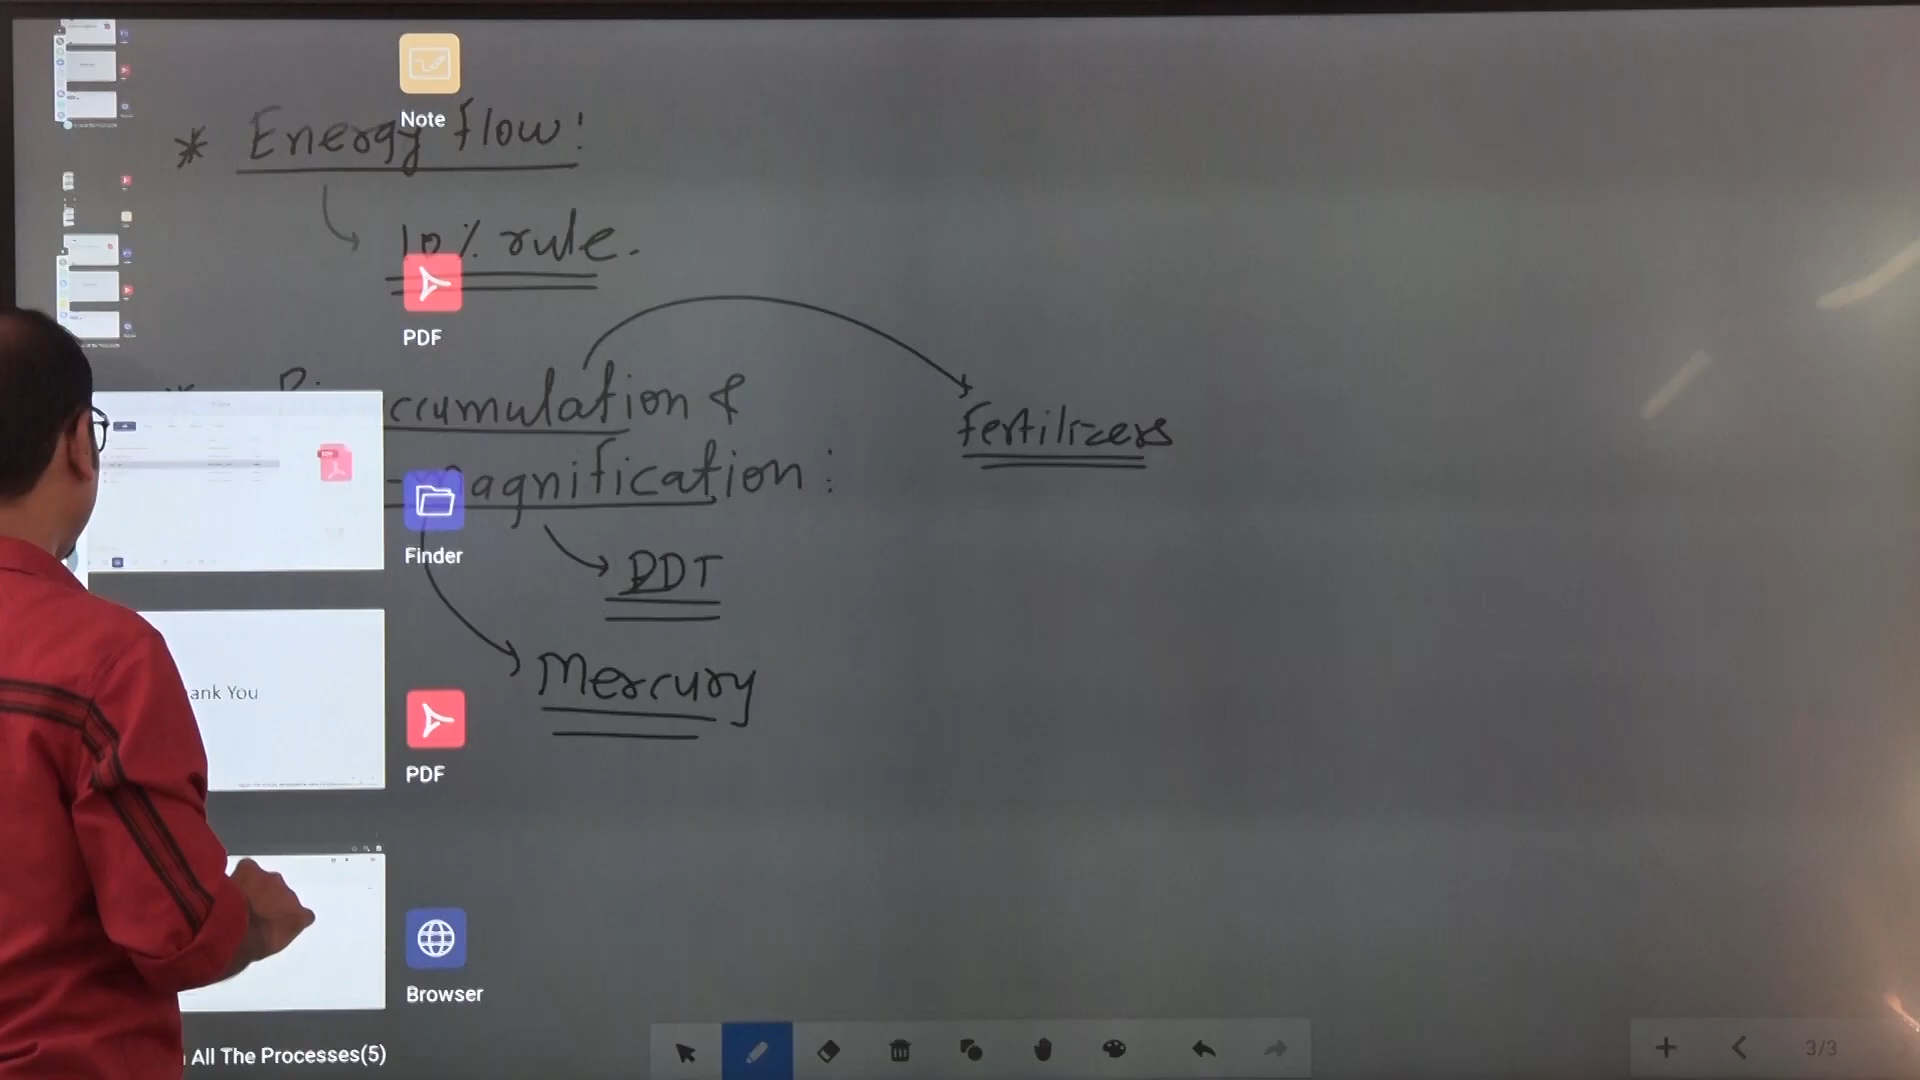 Note
* Energy flow:
10% rule.
PDF
ccumulation &
fertilizers
agnification:
Finder
DDT
Mercury
ank You
PDF
Browser
All The Processes(5)
3/3